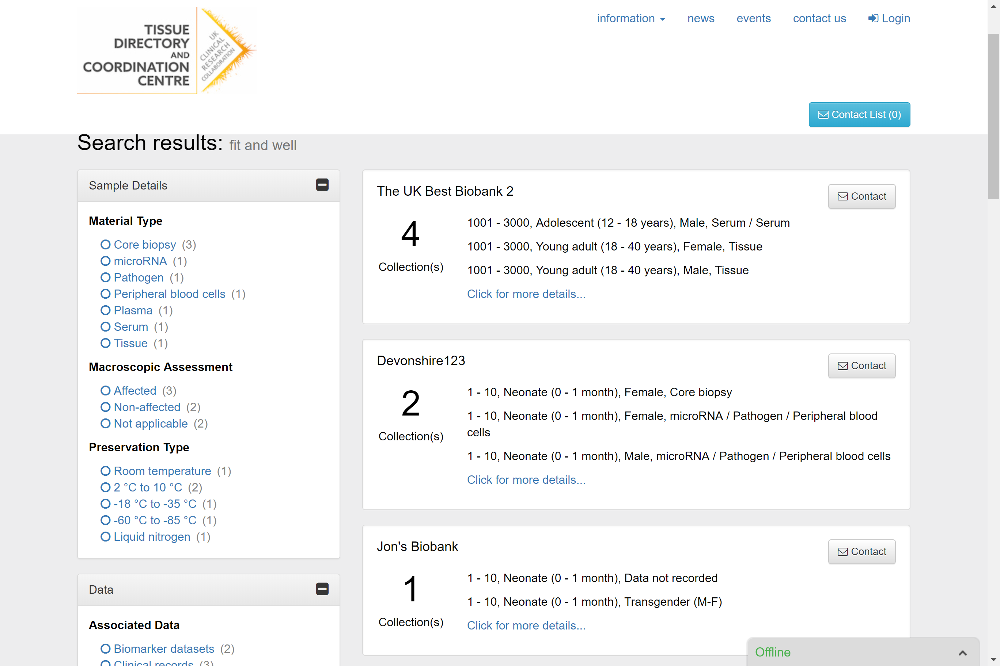 TISSUE
DIRECTORY
AND
COORDINATION
CENTRE
UK
CLINICAL
RESEARCH
COLLABORATION
information
news
events
contact us
Login
Contact List (0)
Search results: fit and well
Sample Details
Material Type
Core biopsy (3)
microRNA (1)
Pathogen (1)
Peripheral blood cells (1)
Plasma (1)
Serum (1)
Tissue (1)
Macroscopic Assessment
Affected (3)
Non-affected (2)
Not applicable (2)
Preservation Type
Room temperature (1)
2 °C to 10 °C (2)
-18 °C to -35 °C (1)
-60 °C to -85 °C (1)
Liquid nitrogen (1)
Data
Associated Data
Biomarker datasets (2)
Clinical records (3)
The UK Best Biobank 2
Contact
4
Collection(s)
1001 - 3000, Adolescent (12 - 18 years), Male, Serum / Serum
1001 - 3000, Young adult (18 - 40 years), Female, Tissue
1001 - 3000, Young adult (18 - 40 years), Male, Tissue
Click for more details...
Devonshire123
Contact
2
Collection(s)
1 - 10, Neonate (0 - 1 month), Female, Core biopsy
1 - 10, Neonate (0 - 1 month), Female, microRNA / Pathogen / Peripheral blood
cells
1 - 10, Neonate (0 - 1 month), Male, microRNA / Pathogen / Peripheral blood cells
Click for more details...
Jon's Biobank
Contact
1
Collection(s)
1 - 10, Neonate (0 - 1 month), Data not recorded
1 - 10, Neonate (0 - 1 month), Transgender (M-F)
Click for more details...
Offline